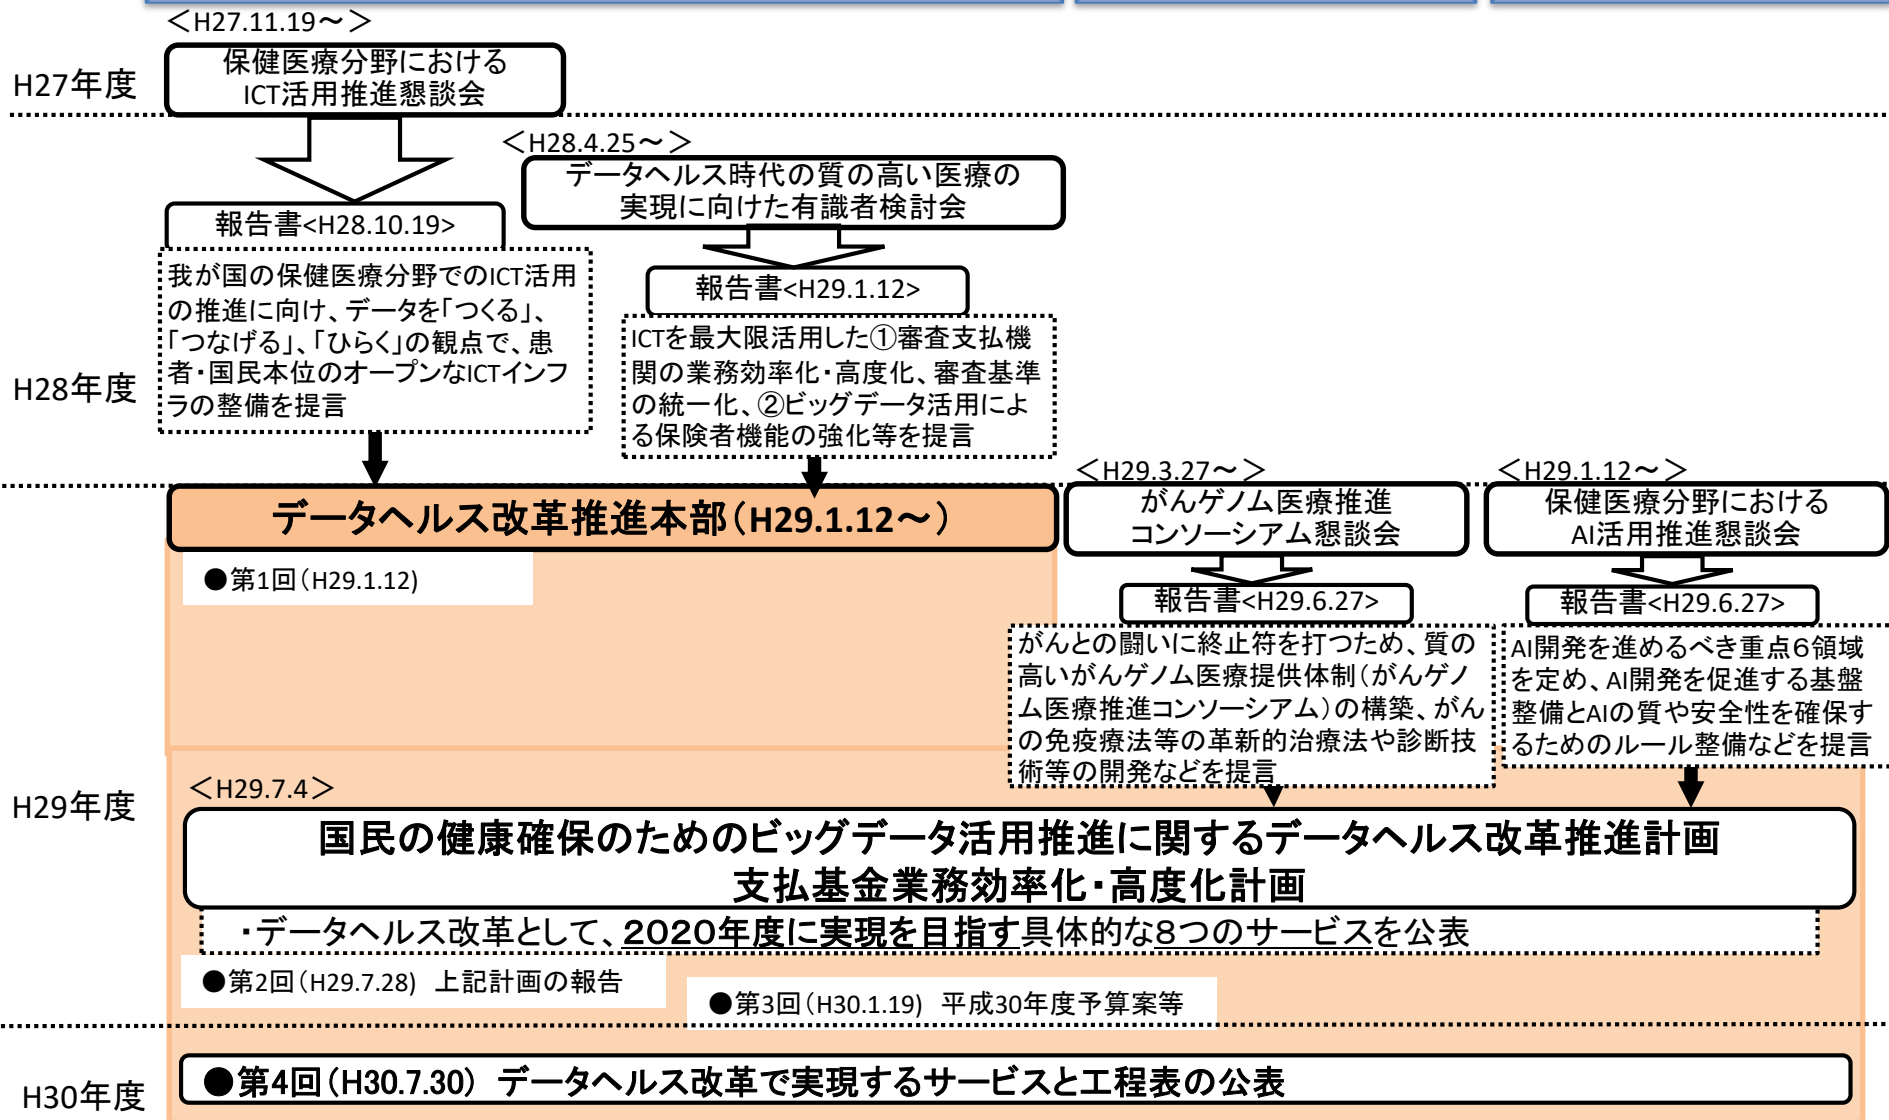 <H27.11.19～>
H27年度
保健医療分野における
ICT活用推進懇談会
<H28.4.25～>
データヘルス時代の質の高い医療の
実現に向けた有識者検討会
報告書<H28.10.19>
我が国の保健医療分野でのICT活用
の推進に向け、データを「つくる」、
「つなげる」、「ひらく」の観点で、患
者・国民本位のオープンなICTインフ
ラの整備を提言
報告書<H29.1.12>
ICTを最大限活用した①審査支払機
関の業務効率化・高度化、審査基準
の統一化、②ビッグデータ活用によ
る保険者機能の強化等を提言
H28年度
データヘルス改革推進本部（H29.1.12～）
●第1回（H29.1.12）
<H29.3.27～>
がんゲノム医療推進
コンソーシアム懇談会
報告書<H29.6.27>
がんとの闘いに終止符を打つため、質の
高いがんゲノム医療提供体制（がんゲノ
ム医療推進コンソーシアム）の構築、がん
の免疫療法等の革新的治療法や診断技
術等の開発などを提言
<H29.1.12～>
保健医療分野における
AI活用推進懇談会
報告書<H29.6.27>
AI開発を進めるべき重点６領域
を定め、AI開発を促進する基盤
整備とAIの質や安全性を確保す
るためのルール整備などを提言
H29年度
<H29.7.4>
国民の健康確保のためのビッグデータ活用推進に関するデータヘルス改革推進計画
支払基金業務効率化・高度化計画
・データヘルス改革として、２０２０年度に実現を目指す具体的な８つのサービスを公表
●第2回（H29.7.28） 上記計画の報告
●第3回（H30.1.19） 平成30年度予算案等
H30年度
●第4回（H30.7.30） データヘルス改革で実現するサービスと工程表の公表